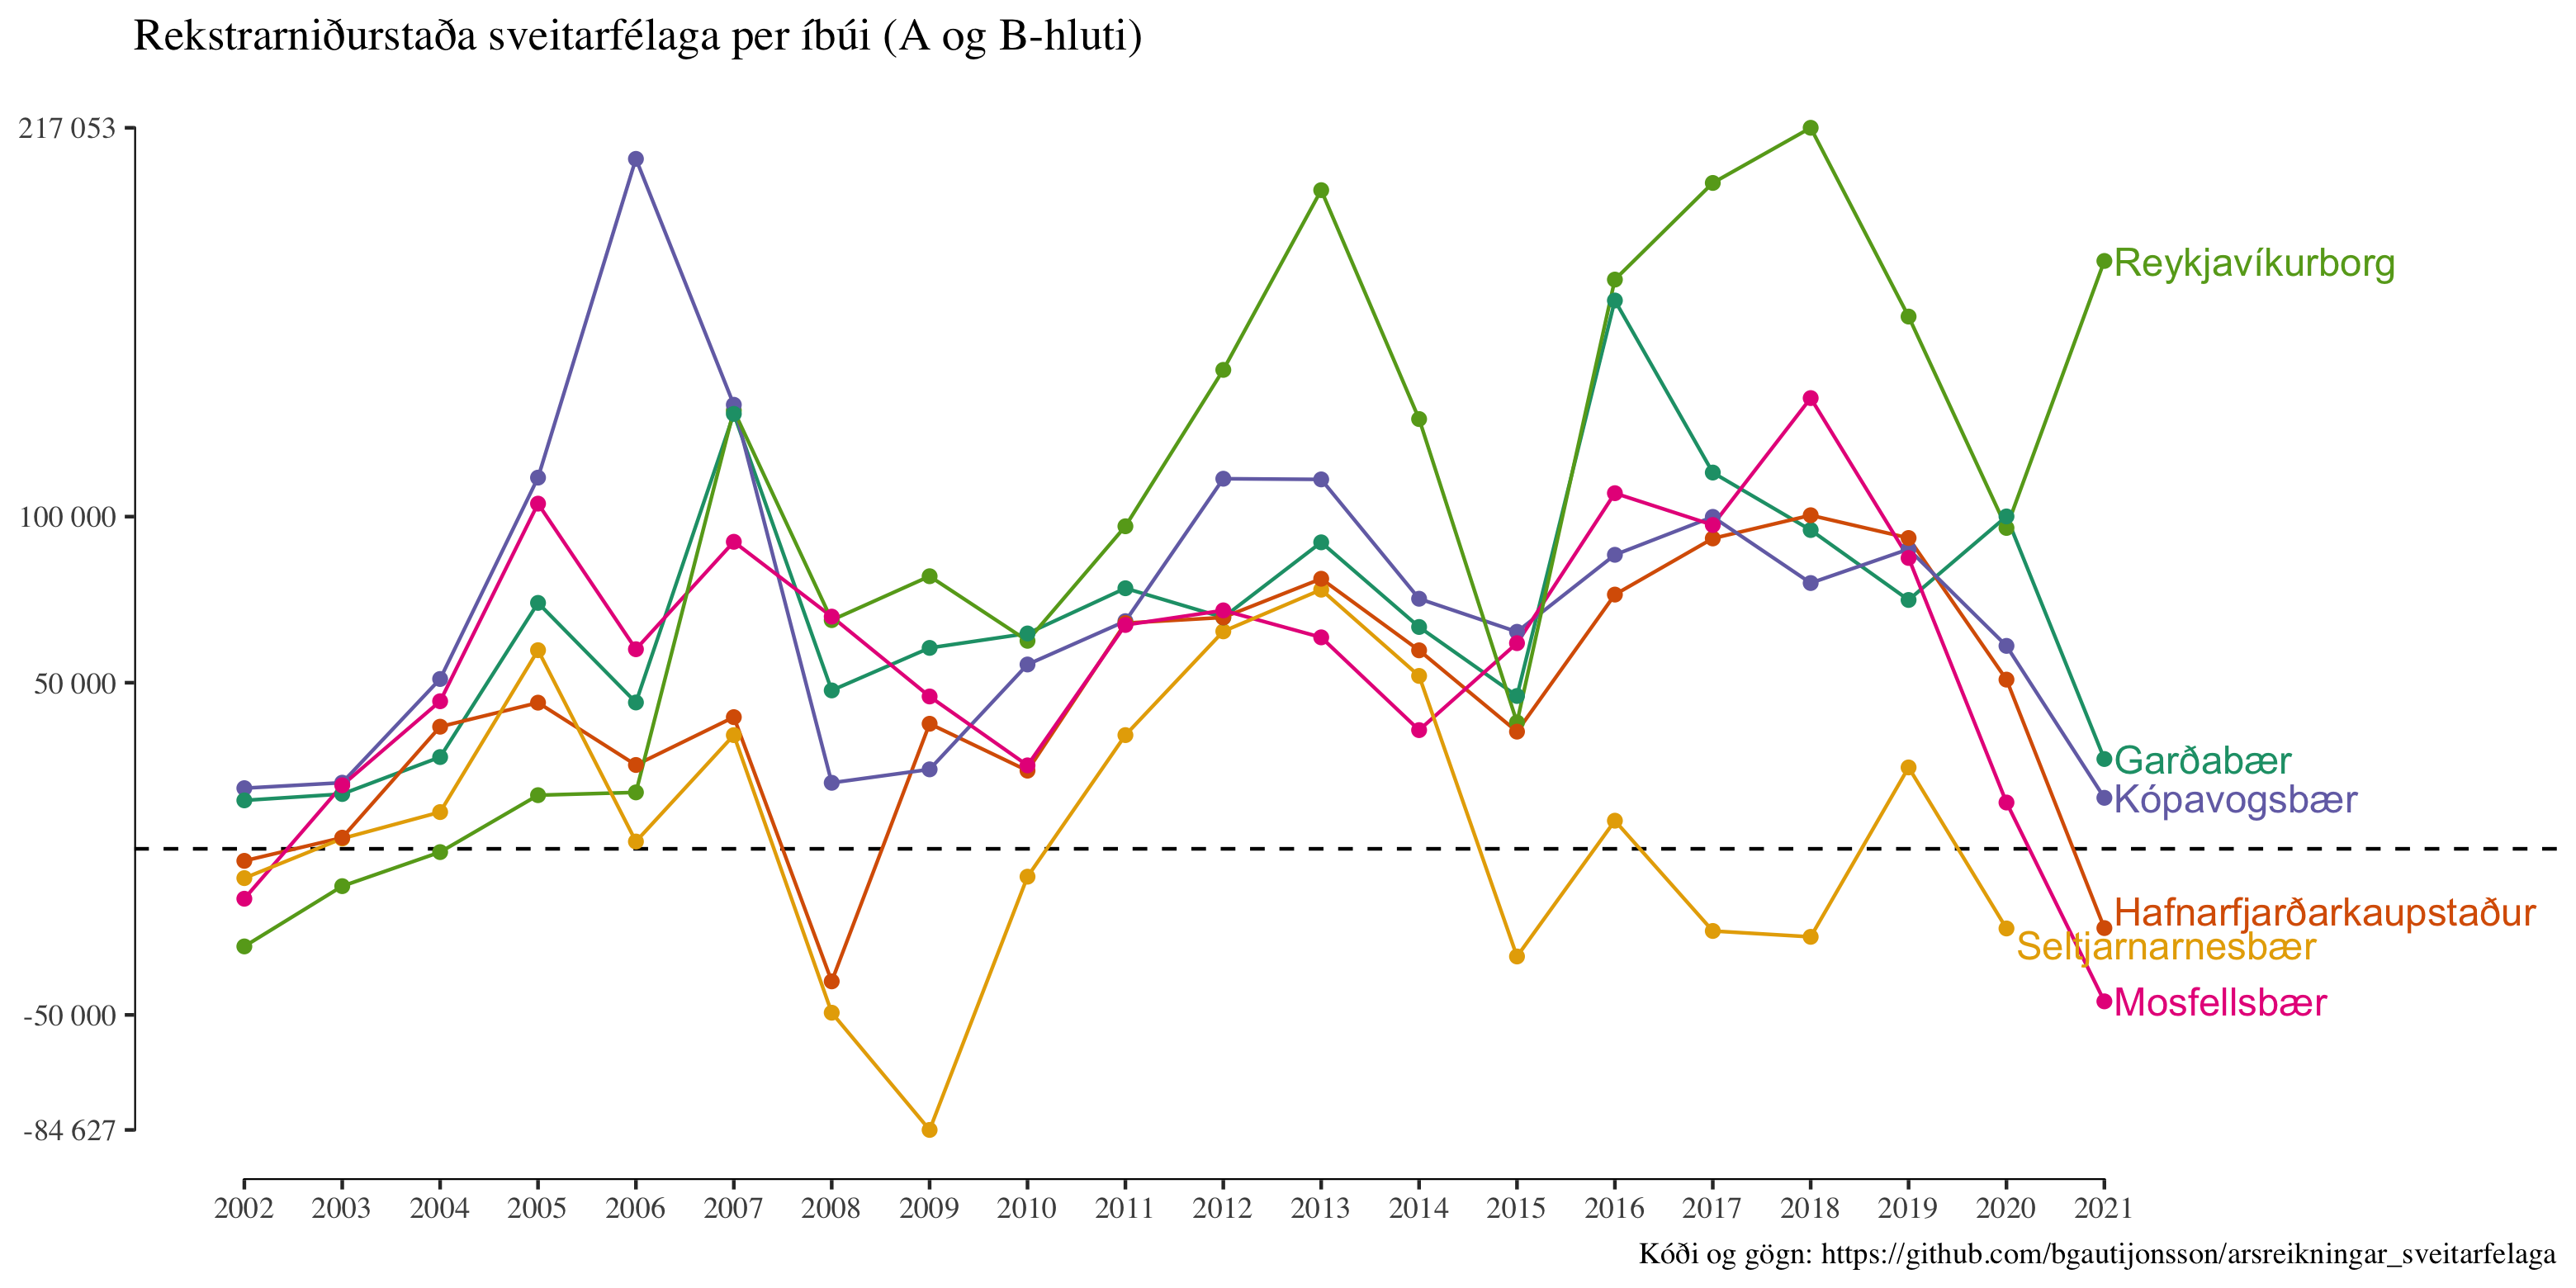 Rekstrarniðurstaða sveitarfélaga per íbúi (A og B-hluti)
217 053
100 000
50 000
-50 000
-84 627
Reykjavíkurborg
Garðabær
Kópavogsbær
Hafnarfjarðarkaupstaður
Seltjarnarnesbær
Mosfellsbær
2002 2003 2004 2005 2006 2007 2008 2009 2010 2011 2012 2013 2014 2015 2016 2017 2018 2019 2020 2021
Kóði og gögn: https://github.com/bgautijonsson/arsreikningar_sveitarfelaga